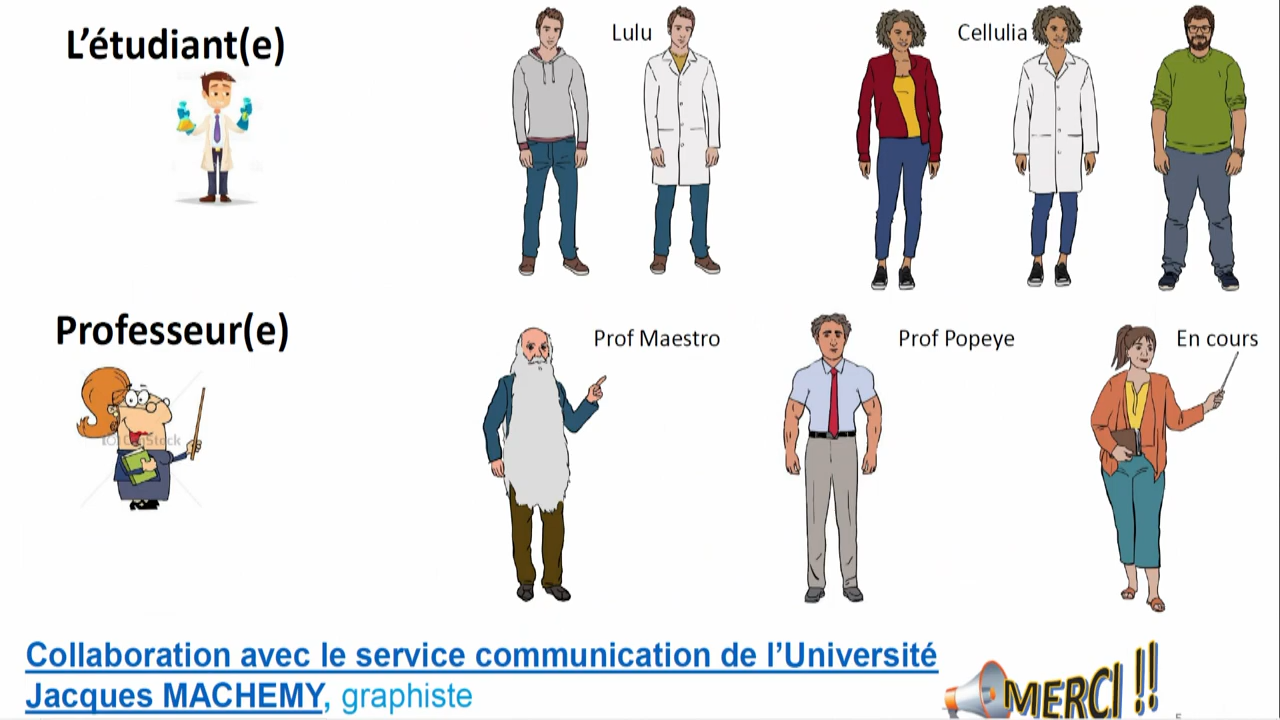 L'étudiant(e)
Lulu
Cellulia
Professeur(e)
Prof Maestro
Prof Popeye
En cours
Collaboration avec le service communication de l'Université
Jacques MACHEMY, graphiste
MERCI !!